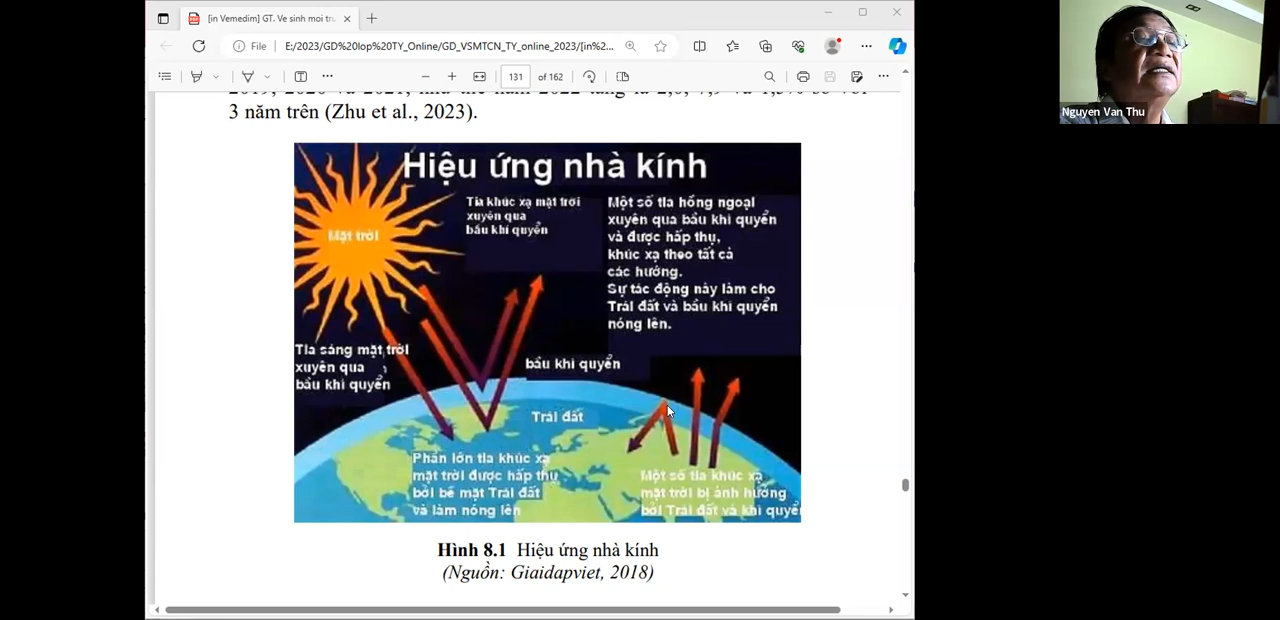 [in Vemedim] GT. Ve sinh moi tru
File
E:/2023/GD%20lop%20TY_Online/GD_VSMTCN_TY_online_2023/[in%2...
131 of 162
3 năm trên (Zhu et al., 2023).
Hiệu ứng nhà kính
Mặt trời
Tia khúc xạ mặt trời
xuyên qua
bầu khí quyển
Một số tia hồng ngoại
xuyên qua bầu khí quyển
và được hấp thụ,
khúc xạ theo tất cả
các hướng.
Sự tác động này làm cho
Trái đất và bầu khí quyển
nóng lên.
Tia sáng mặt trời
xuyên qua
bầu khí quyển
bầu khí quyển
Trái đất
Phần lớn tia khúc xạ
mặt trời được hấp thụ
bởi bề mặt Trái đất
và làm nóng lên
Một số tia khúc xạ
mặt trời bị ảnh hưởng
bởi Trái đất và khí quyể
Hình 8.1 Hiệu ứng nhà kính
(Nguồn: Giaidapviet, 2018)
Nguyen Van Thu